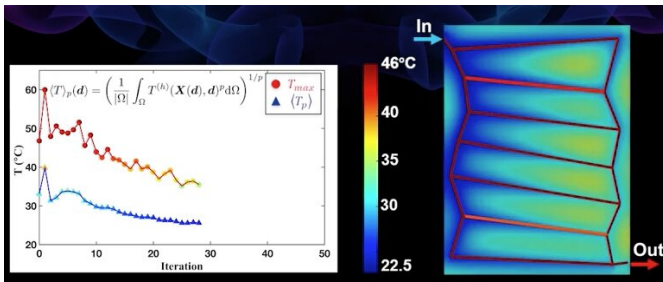 ⟨T⟩ₚ(d) = ( 1/|Ω| ∫_Ω T^(h)(X(d), d)^p dΩ )^(1/p)
T_max
⟨T_p⟩
T (°C)
60
50
40
30
20
0
10
20
30
40
50
Iteration
46°C
40
35
30
22.5
In
Out